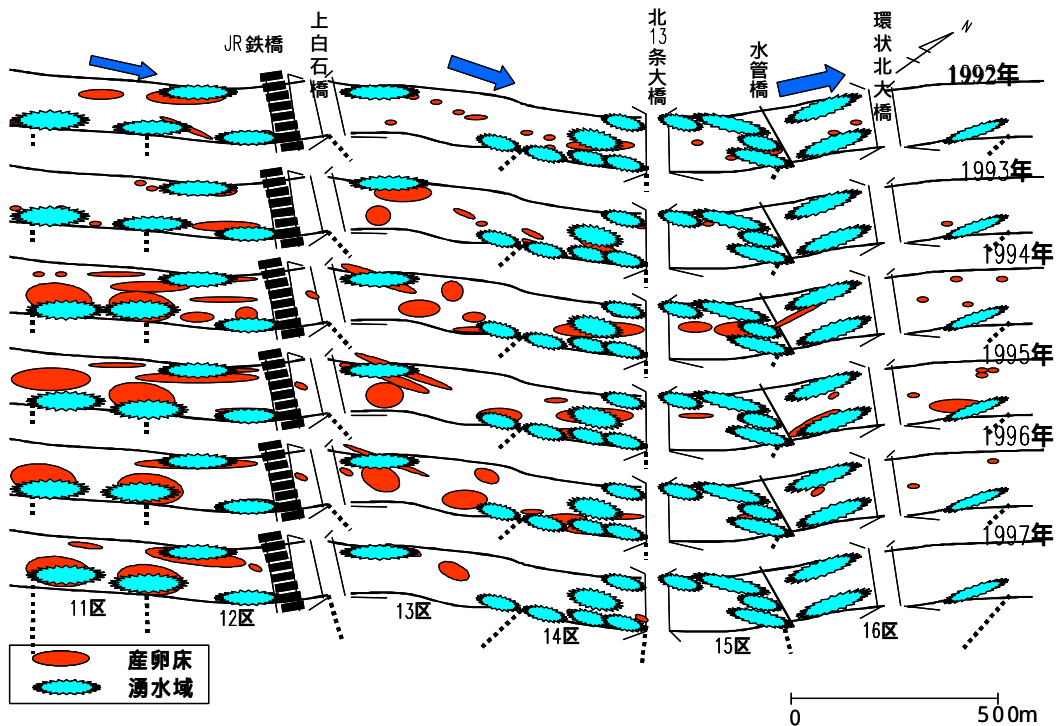 JR鉄橋
上白石橋
北13条大橋
水管橋
環状北大橋
N
1992年
1993年
1994年
1995年
1996年
1997年
11区
12区
13区
14区
15区
16区
産卵床
湧水域
0
500m